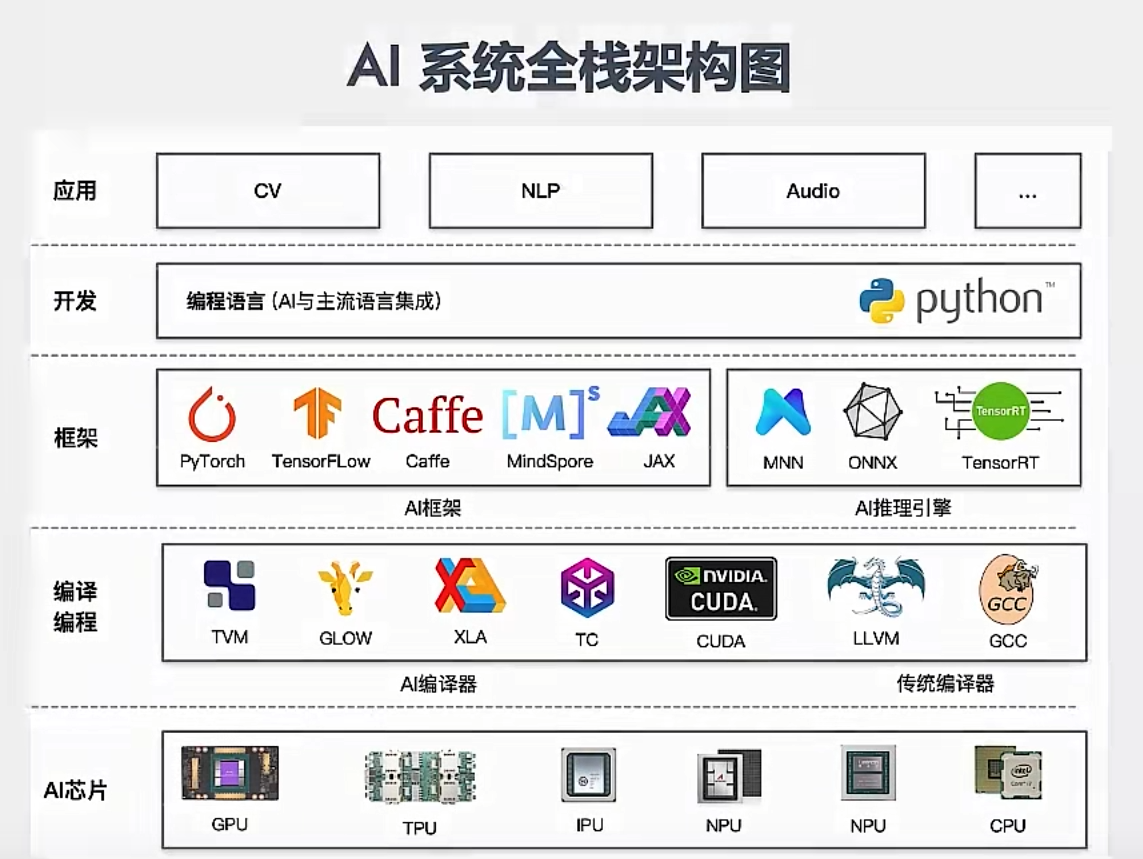 AI 系统全栈架构图
应用
CV
NLP
Audio
...
开发
编程语言 (AI与主流语言集成)
python™
框架
Caffe
[M]ˢ
JAX
TensorRT
PyTorch
TensorFLow
Caffe
MindSpore
JAX
MNN
ONNX
TensorRT
AI框架
AI推理引擎
编译
编程
XLA
NVIDIA.
CUDA.
GCC
TVM
GLOW
XLA
TC
CUDA
LLVM
GCC
AI编译器
传统编译器
AI芯片
intel
GPU
TPU
IPU
NPU
NPU
CPU